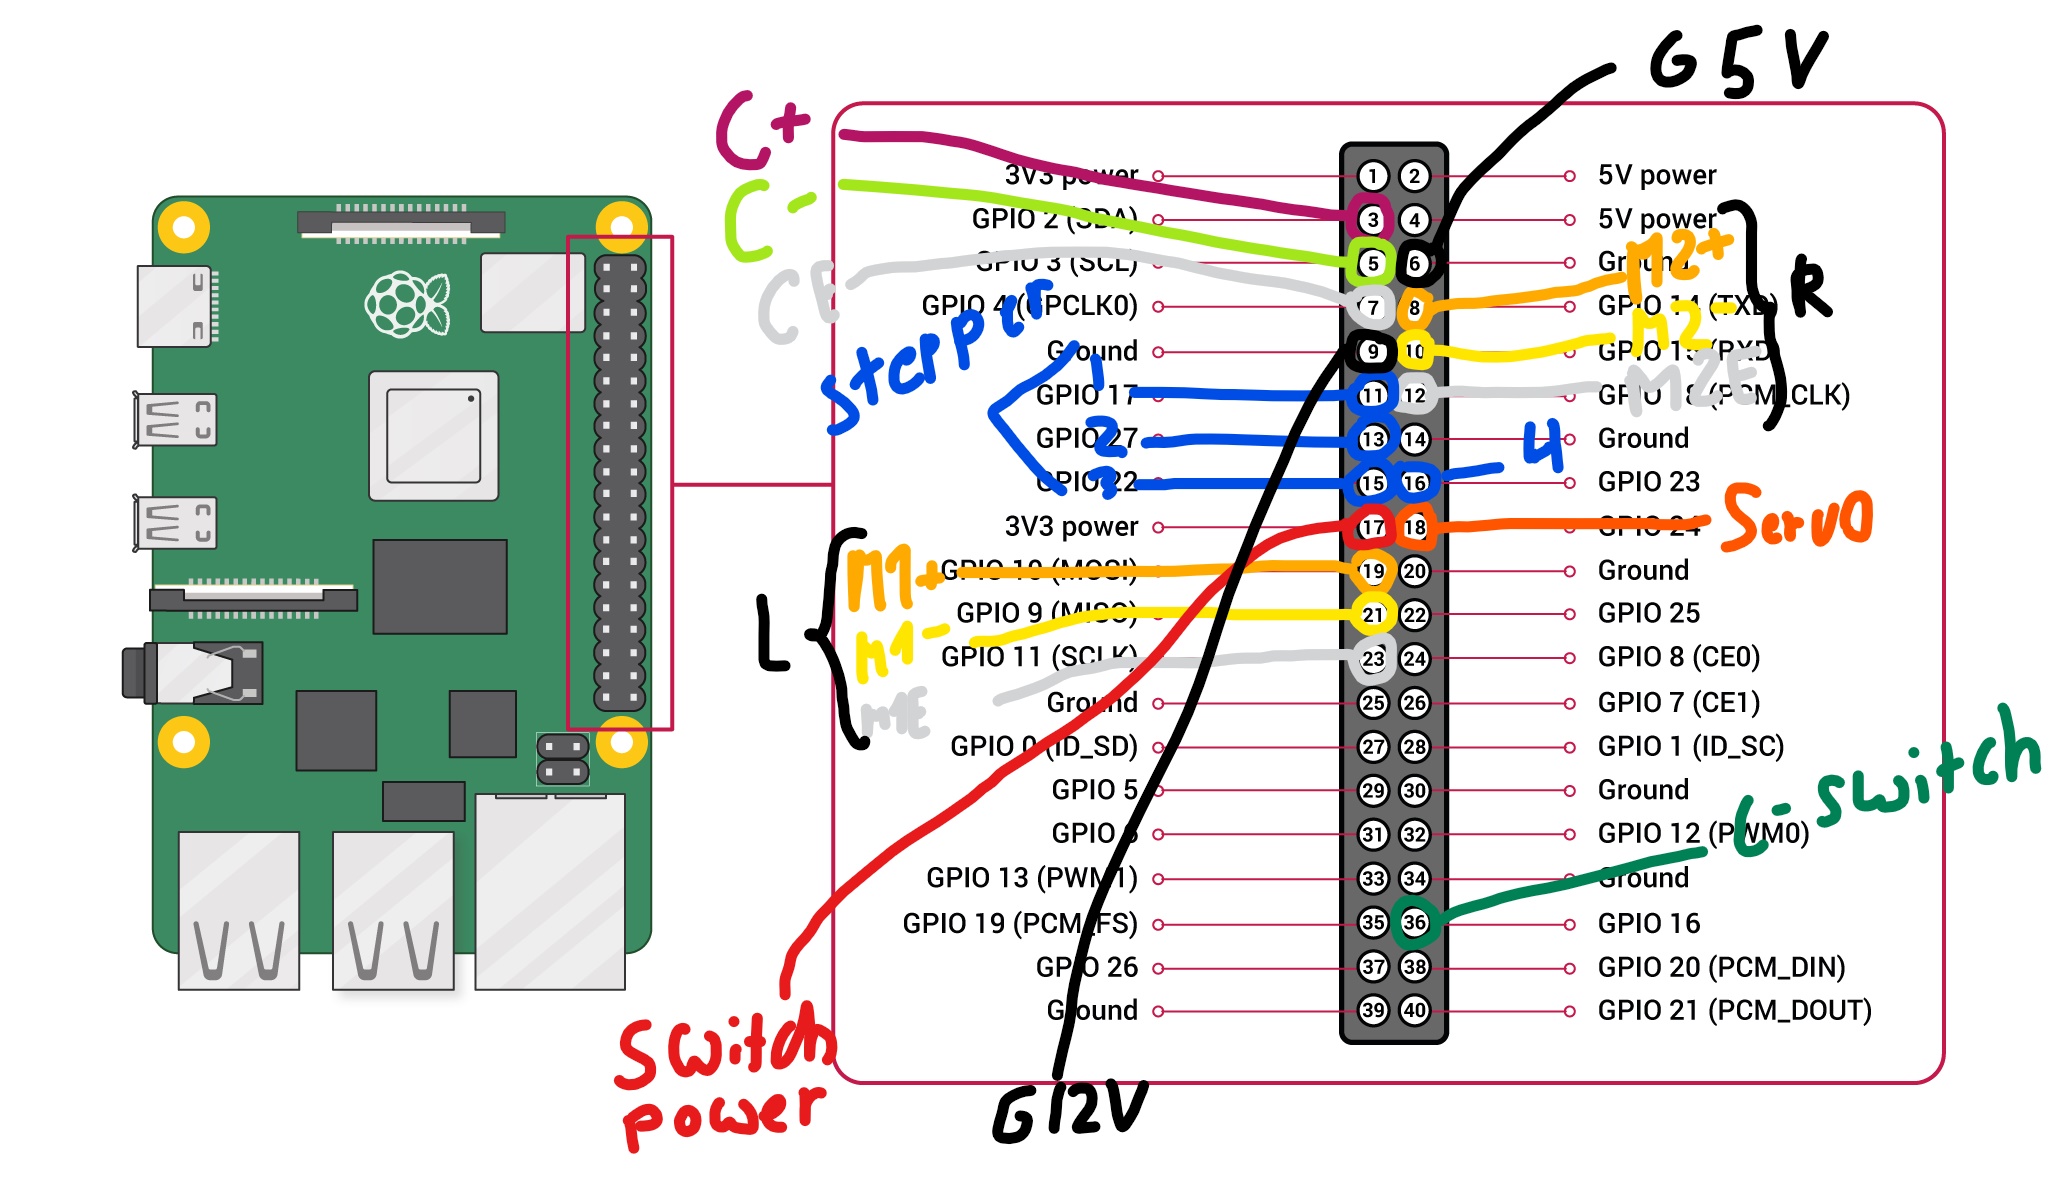 G 5V
C+
C-
CE
stepper
1
2
3
4
3V3 power 1 2 5V power
GPIO 2 (SDA) 3 4 5V power
GPIO 3 (SCL) 5 6 Ground
GPIO 4 (GPCLK0) 7 8 GPIO 14 (TXD)
Ground 9 10 GPIO 15 (RXD)
GPIO 17 11 12 GPIO 18 (PCM_CLK)
GPIO 27 13 14 Ground
GPIO 22 15 16 GPIO 23
3V3 power 17 18 GPIO 24
GPIO 10 (MOSI) 19 20 Ground
GPIO 9 (MISO) 21 22 GPIO 25
GPIO 11 (SCLK) 23 24 GPIO 8 (CE0)
Ground 25 26 GPIO 7 (CE1)
GPIO 0 (ID_SD) 27 28 GPIO 1 (ID_SC)
GPIO 5 29 30 Ground
GPIO 6 31 32 GPIO 12 (PWM0)
GPIO 13 (PWM1) 33 34 Ground
GPIO 19 (PCM_FS) 35 36 GPIO 16
GPIO 26 37 38 GPIO 20 (PCM_DIN)
Ground 39 40 GPIO 21 (PCM_DOUT)
M2+
M2-
M2E
R
Servo
L
M1+
M1-
M1E
C-switch
switch
power
G12V